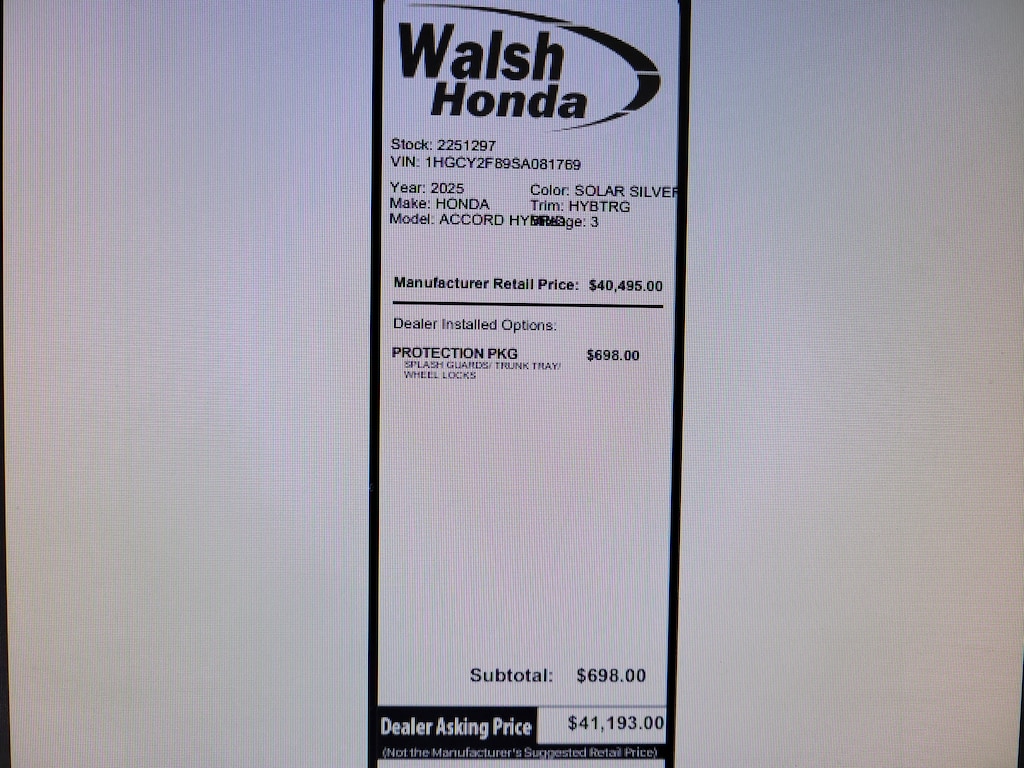 Walsh
Honda
Stock: 2251297
VIN: 1HGCY2F89SA081769
Year: 2025 Color: SOLAR SILVER
Make: HONDA Trim: HYBTRG
Model: ACCORD 3
Manufacturer Retail Price: $40,495.00
Dealer Installed Options:
PROTECTION PKG $698.00
SPLASH GUARDS/ TRUNK TRAY/
WHEEL LOCKS
Subtotal: $698.00
Dealer Asking Price $41,193.00
(Not the Manufacturer's Suggested Retail Price)